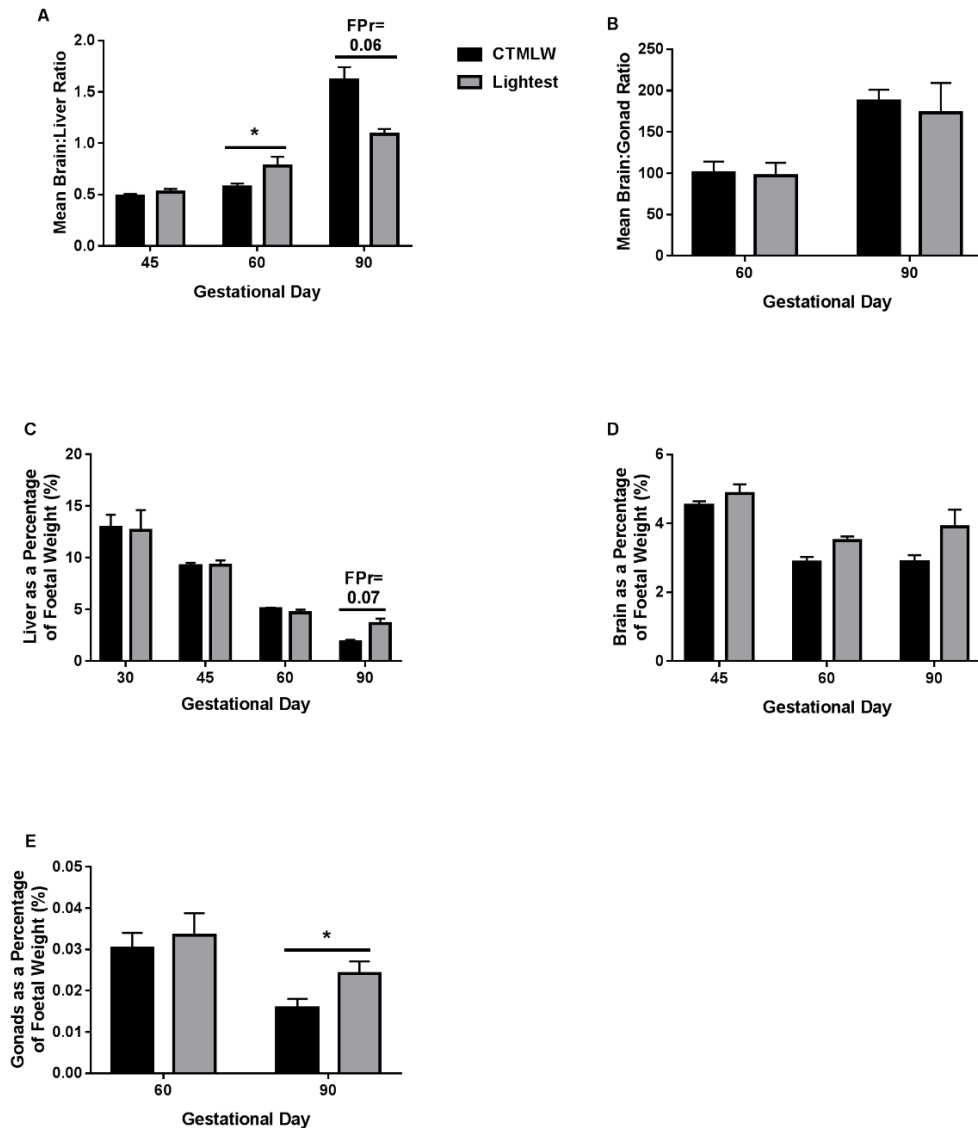 A
Mean Brain:Liver Ratio
2.0
1.5
1.0
0.5
0.0
*
FPr=
0.06
45
60
90
Gestational Day
CTMLW
Lightest
B
Mean Brain:Gonad Ratio
250
200
150
100
50
0
60
90
Gestational Day
C
Liver as a Percentage
of Foetal Weight (%)
20
15
10
5
0
FPr=
0.07
30
45
60
90
Gestational Day
D
Brain as a Percentage
of Foetal Weight (%)
6
4
2
0
45
60
90
Gestational Day
E
Gonads as a Percentage
of Foetal Weight (%)
0.05
0.04
0.03
0.02
0.01
0.00
*
60
90
Gestational Day